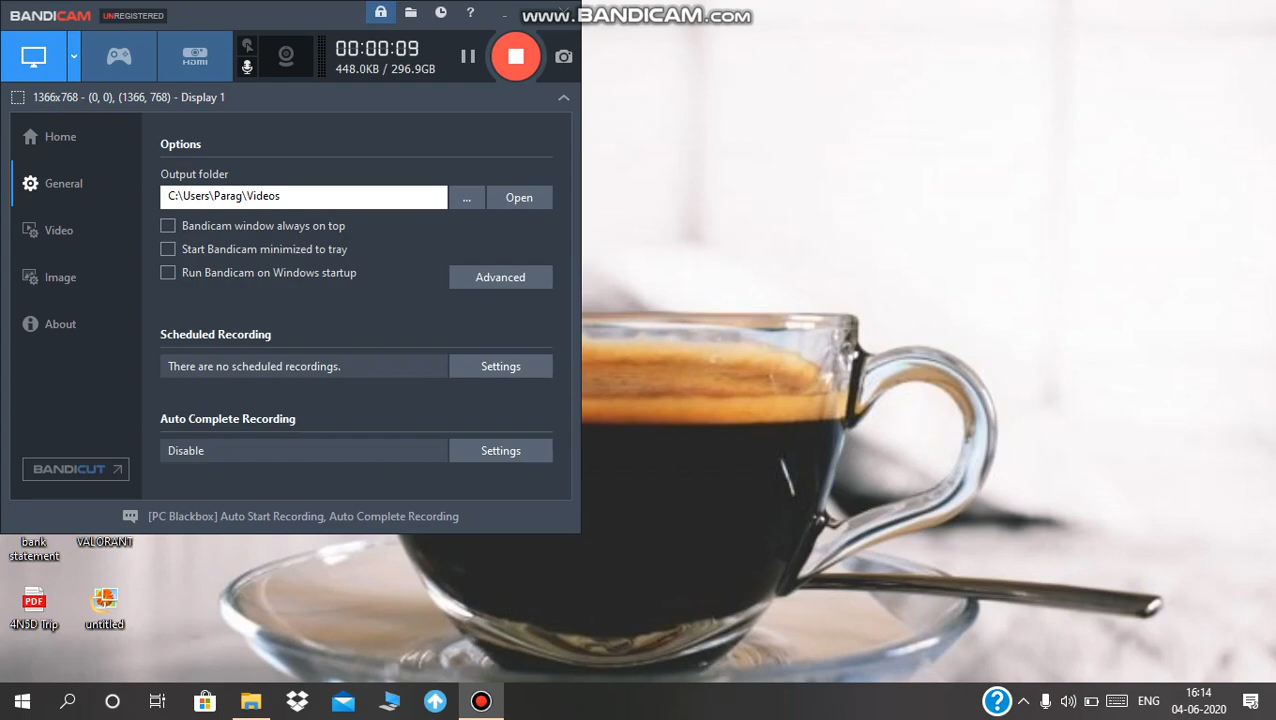 BANDICAM UNREGISTERED
?
www.BANDICAM.com
HDMI
00:00:09
448.0KB / 296.9GB
1366x768 - (0, 0), (1366, 768) - Display 1
Home
General
Video
Image
About
BANDICUT
Options
Output folder
C:\Users\Parag\Videos
...
Open
Bandicam window always on top
Start Bandicam minimized to tray
Run Bandicam on Windows startup
Advanced
Scheduled Recording
There are no scheduled recordings.
Settings
Auto Complete Recording
Disable
Settings
[PC Blackbox] Auto Start Recording, Auto Complete Recording
bank
statement
VALORANT
PDF
4N5D Trip
untitled
?
ENG
16:14
04-06-2020